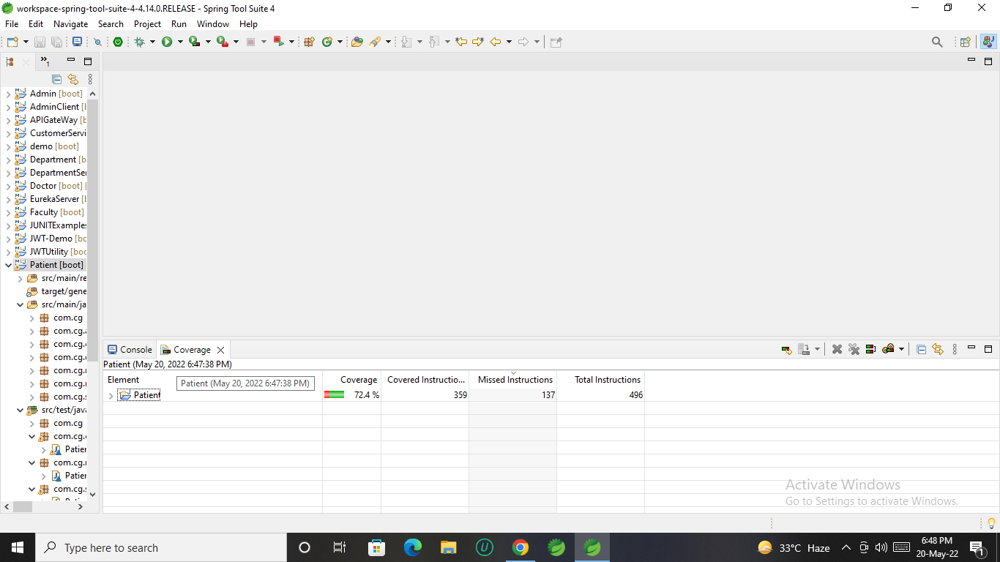 workspace-spring-tool-suite-4-4.14.0.RELEASE - Spring Tool Suite 4
File Edit Navigate Search Project Run Window Help
»1
Admin [boot]
AdminClient [b
APIGateWay [b
CustomerServi
demo [boot]
Department [b
DepartmentSer
Doctor [boot] [
EurekaServer [b
Faculty [boot]
JUNITExamples
JWT-Demo [bo
JWTUtility [boo
Patient [boot]
src/main/re
target/gene
src/main/ja
com.cg
com.cg.a
com.cg.
com.cg.
com.cg.r
com.cg.r
com.cg.s
src/test/java
com.cg
com.cg.
Patien
com.cg.r
Patien
com.cg.s
Console Coverage
Patient (May 20, 2022 6:47:38 PM)
Element Coverage Covered Instructio... Missed Instructions Total Instructions
Patient (May 20, 2022 6:47:38 PM)
Patient 72.4 % 359 137 496
Activate Windows
Go to Settings to activate Windows.
Type here to search
33°C Haze
6:48 PM
20-May-22
1